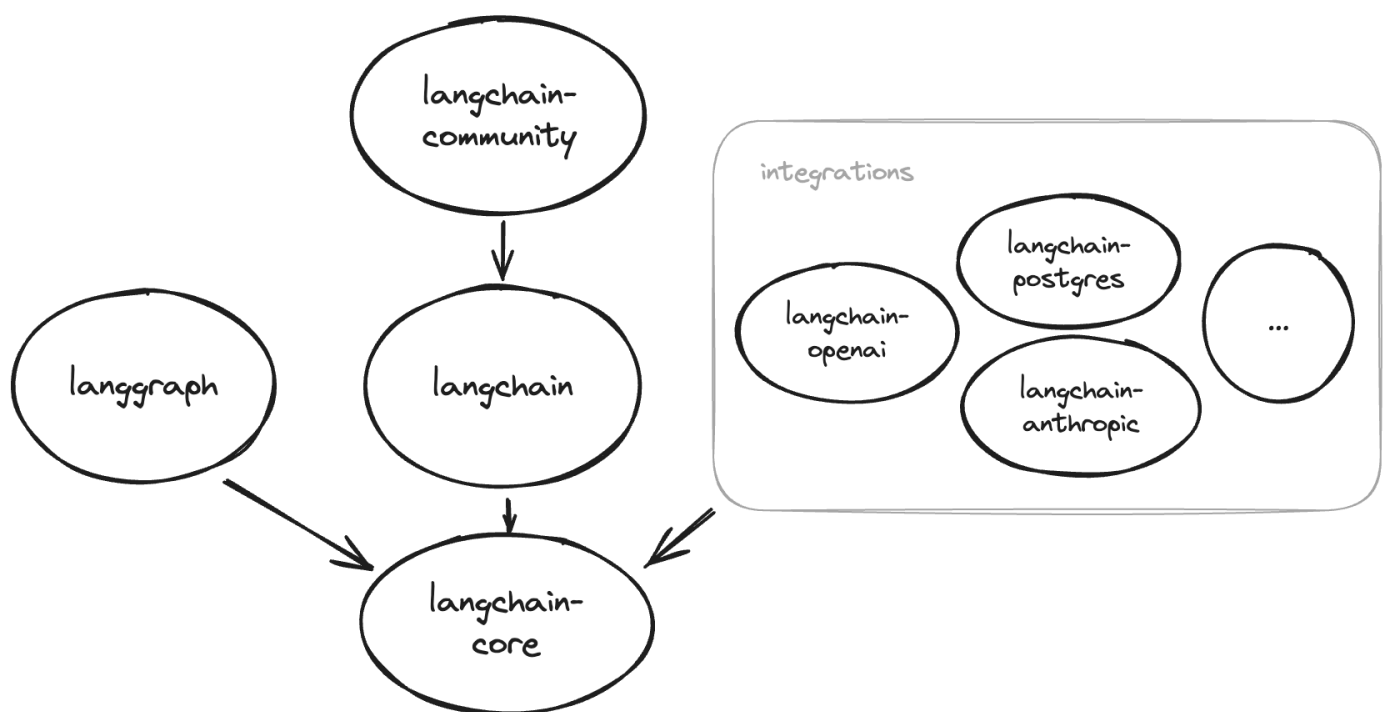 langchain-
community
integrations
langchain-
postgres
langchain-
openai
...
langgraph
langchain
langchain-
anthropic
langchain-
core